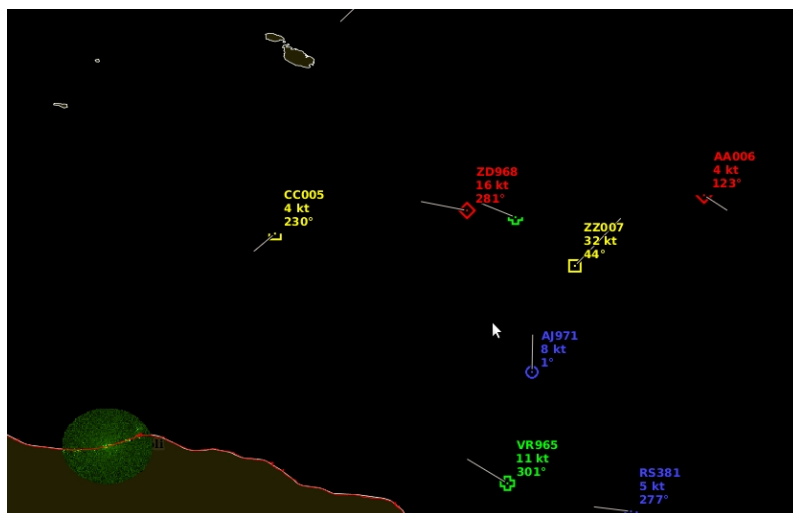 AA006
4 kt
123°
ZD968
16 kt
281°
CC005
4 kt
230°
ZZ007
32 kt
44°
AJ971
8 kt
1°
VR965
11 kt
301°
RS381
5 kt
277°